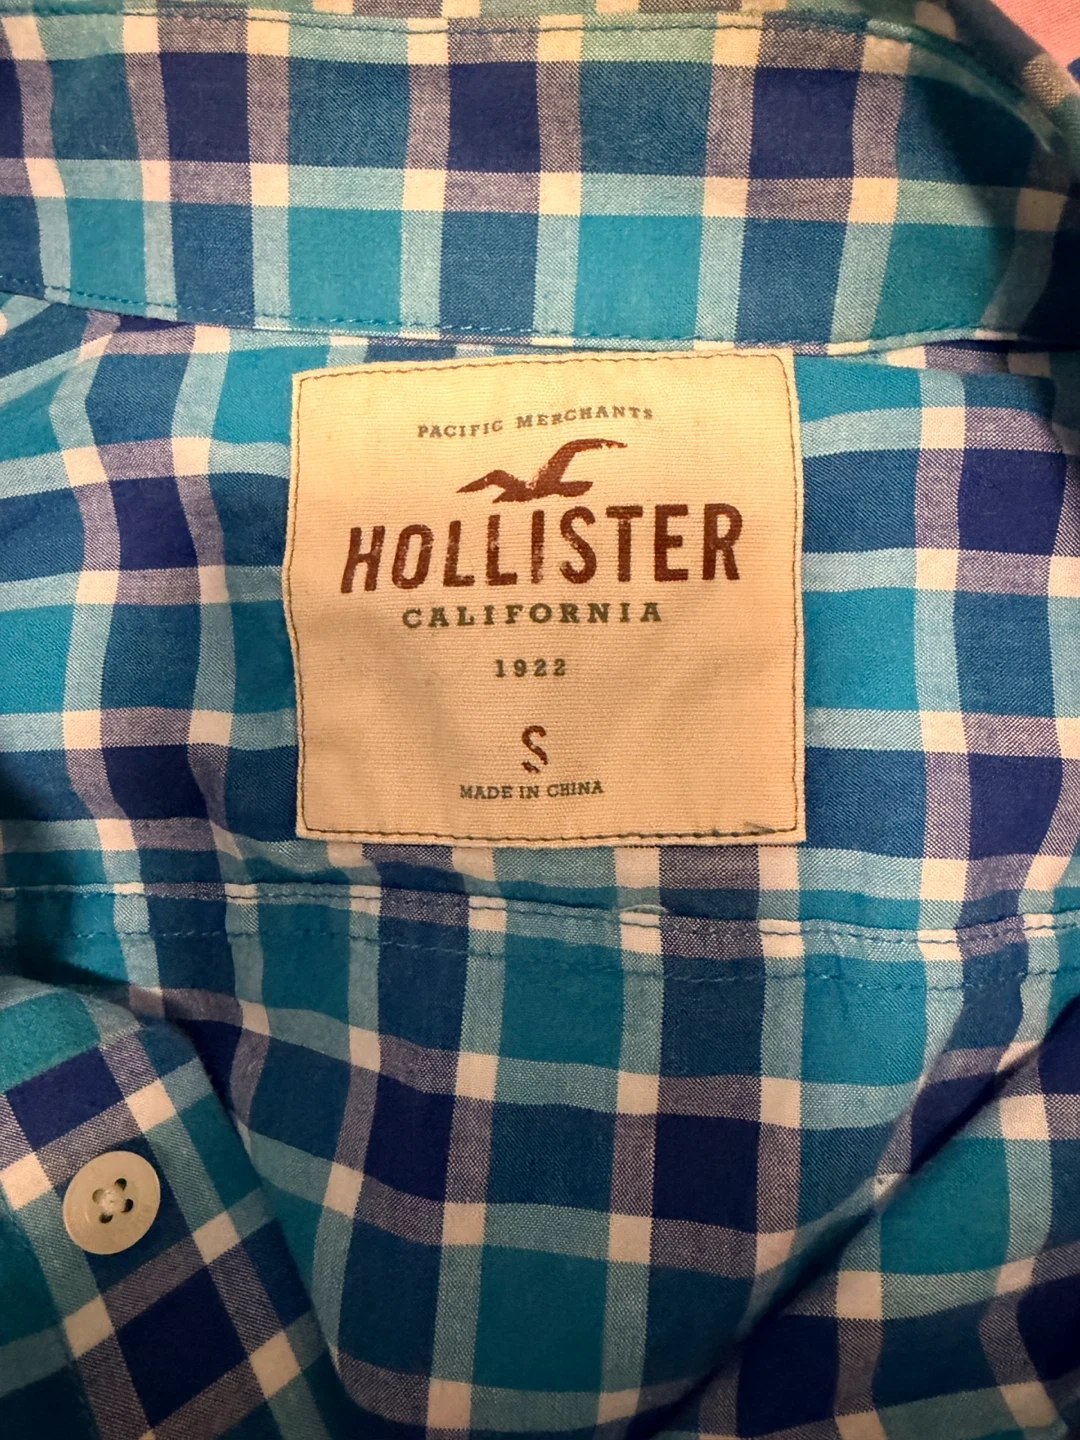 PACIFIC MERCHANTS
HOLLISTER
CALIFORNIA
1922
S
MADE IN CHINA